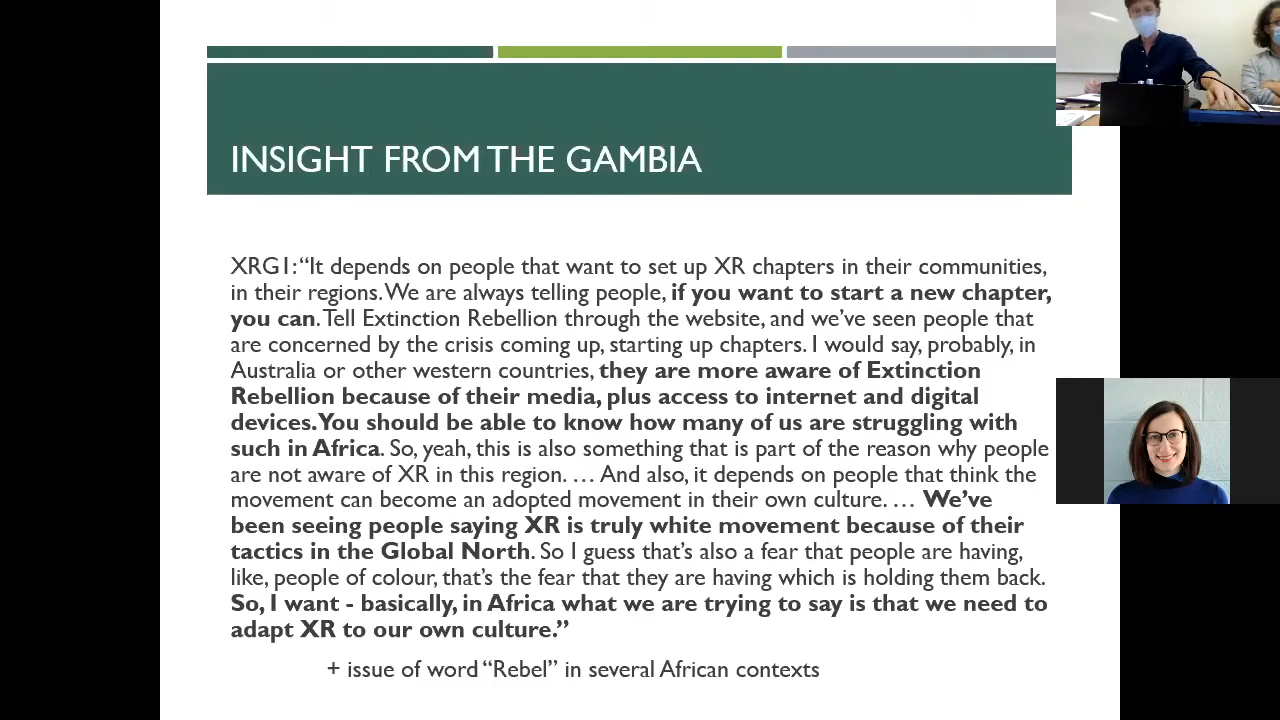 INSIGHT FROM THE GAMBIA
XRG1: “It depends on people that want to set up XR chapters in their communities,
in their regions. We are always telling people, if you want to start a new chapter,
you can. Tell Extinction Rebellion through the website, and we’ve seen people that
are concerned by the crisis coming up, starting up chapters. I would say, probably, in
Australia or other western countries, they are more aware of Extinction
Rebellion because of their media, plus access to internet and digital
devices. You should be able to know how many of us are struggling with
such in Africa. So, yeah, this is also something that is part of the reason why people
are not aware of XR in this region. … And also, it depends on people that think the
movement can become an adopted movement in their own culture. … We’ve
been seeing people saying XR is truly white movement because of their
tactics in the Global North. So I guess that’s also a fear that people are having,
like, people of colour, that’s the fear that they are having which is holding them back.
So, I want - basically, in Africa what we are trying to say is that we need to
adapt XR to our own culture.”
+ issue of word “Rebel” in several African contexts